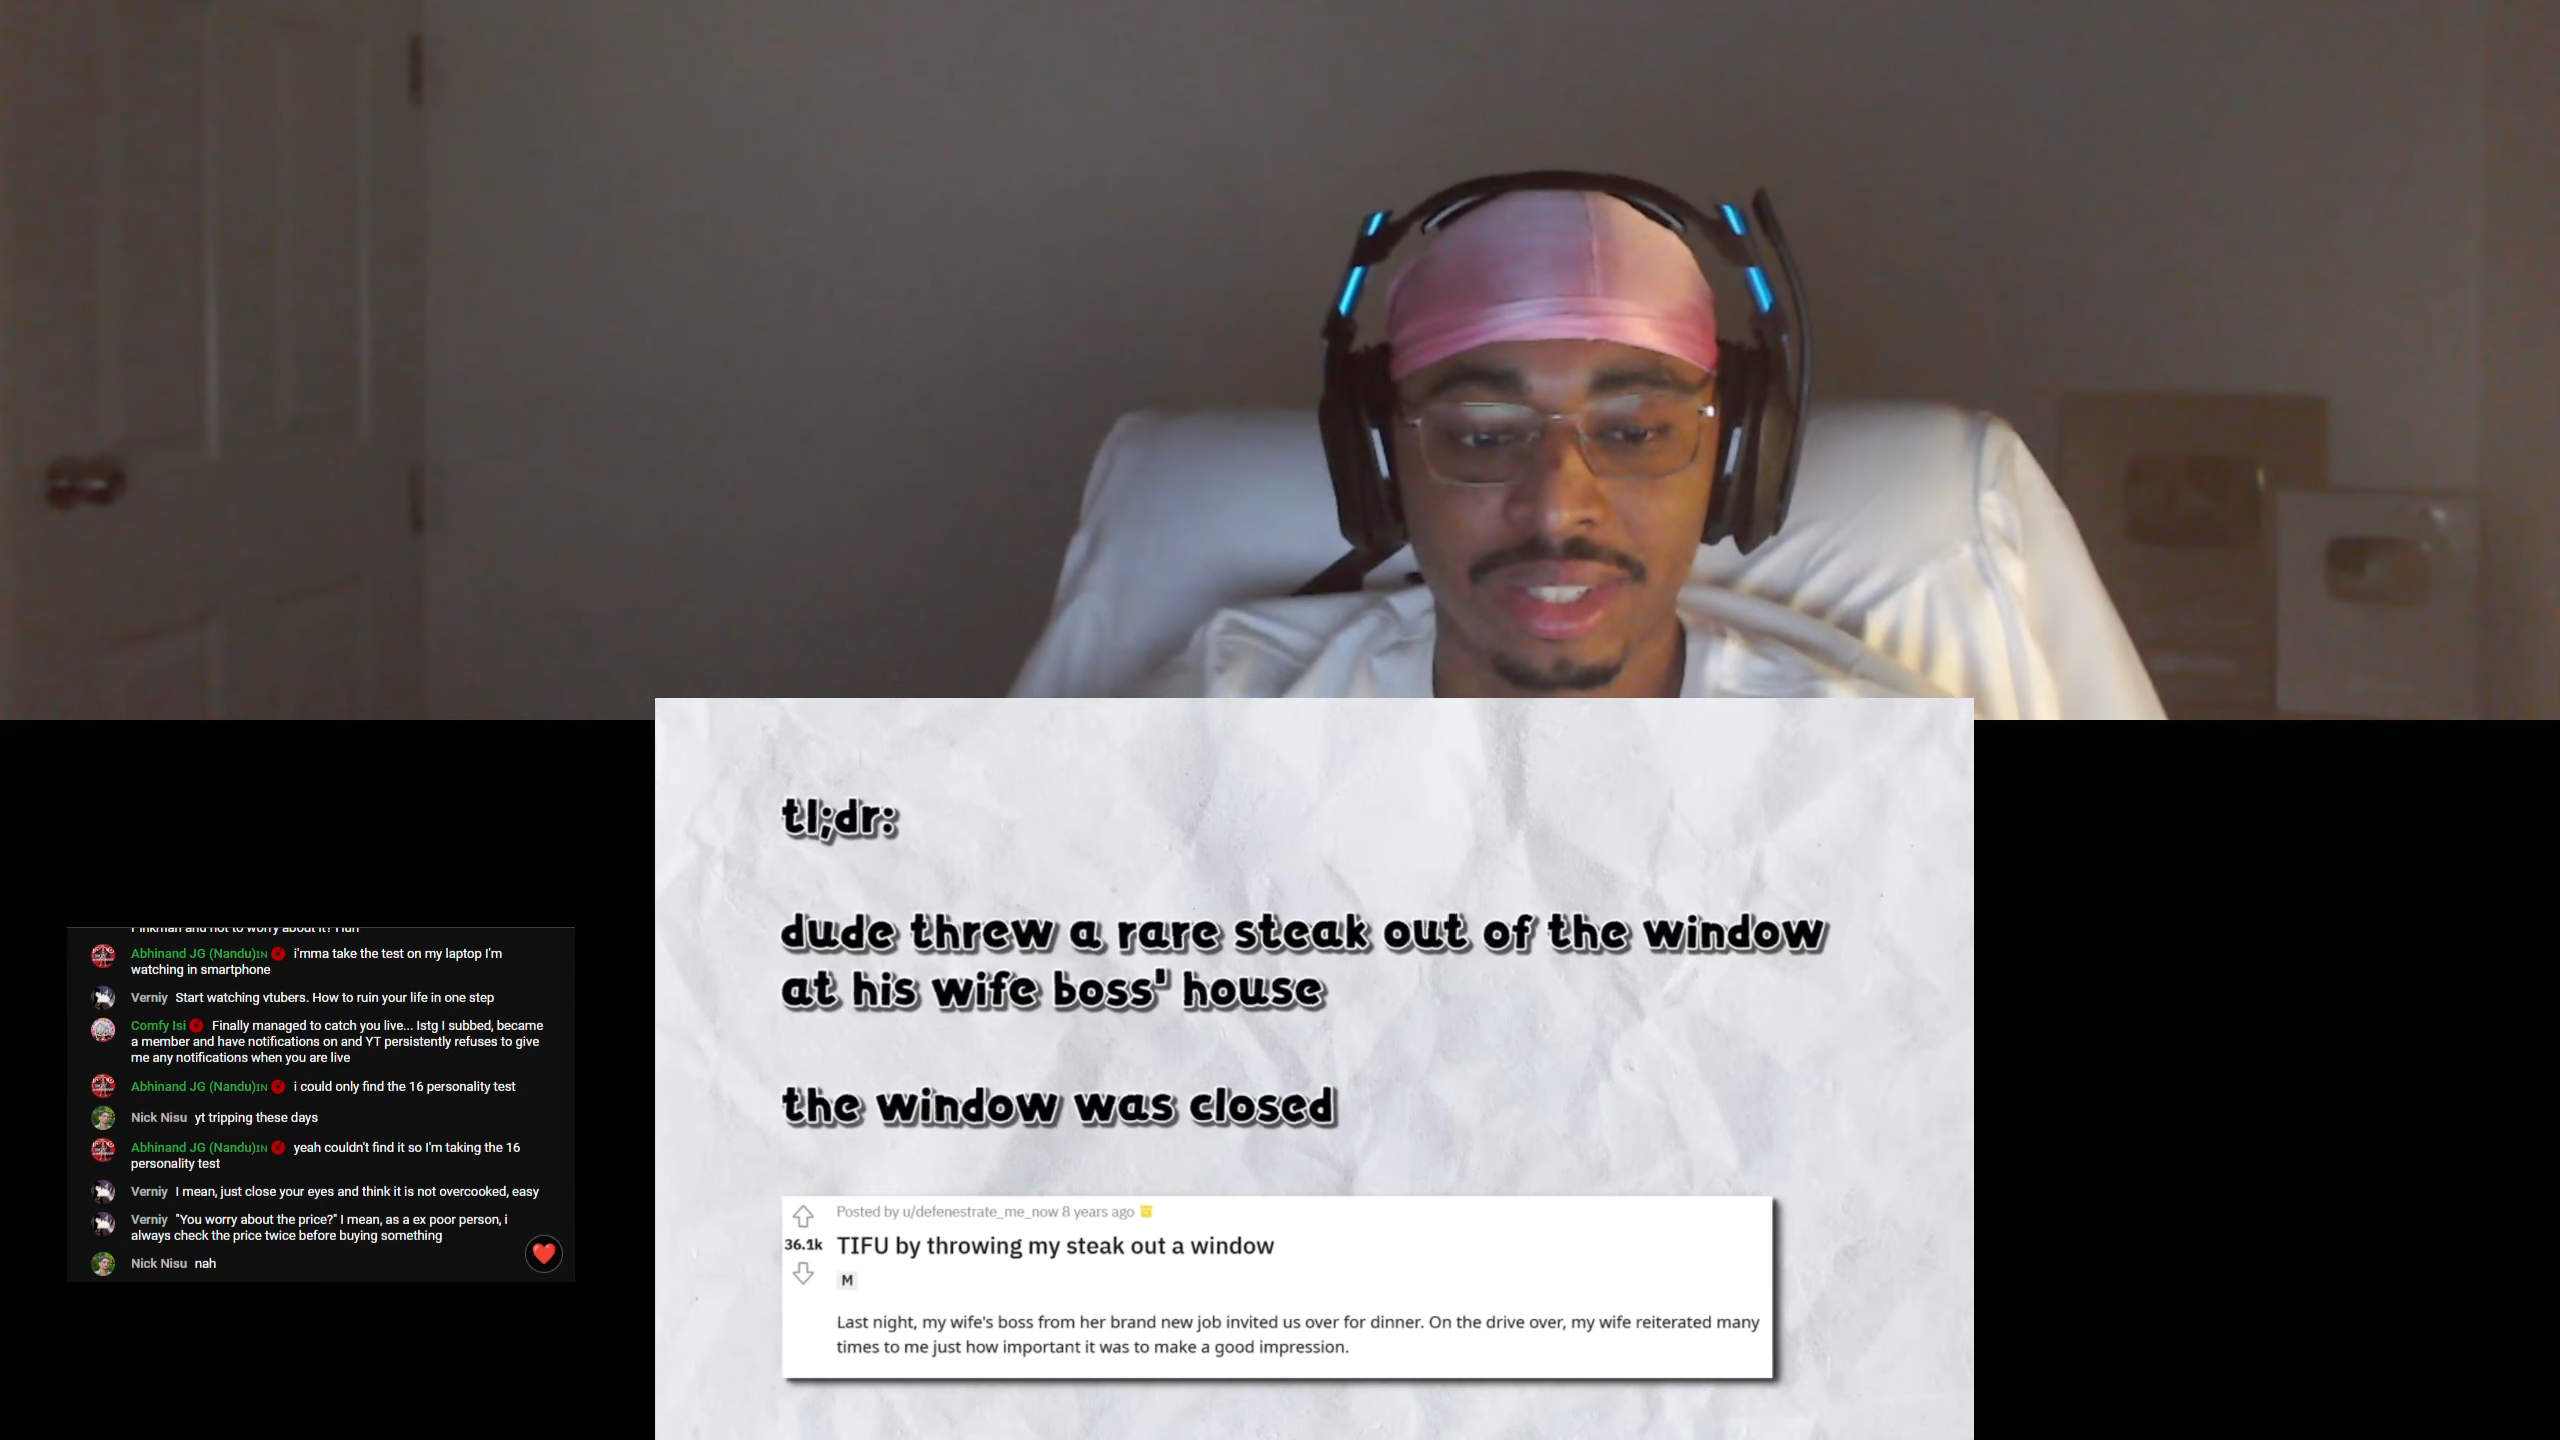 Abhinand JG (Nandu)IN i'mma take the test on my laptop I'm
watching in smartphone
Verniy Start watching vtubers. How to ruin your life in one step
Comfy Isi Finally managed to catch you live... Istg I subbed, became
a member and have notifications on and YT persistently refuses to give
me any notifications when you are live
Abhinand JG (Nandu)IN i could only find the 16 personality test
Nick Nisu yt tripping these days
Abhinand JG (Nandu)IN yeah couldn't find it so I'm taking the 16
personality test
Verniy I mean, just close your eyes and think it is not overcooked, easy
Verniy "You worry about the price?" I mean, as a ex poor person, i
always check the price twice before buying something
Nick Nisu nah
tl;dr:
dude threw a rare steak out of the window
at his wife boss' house
the window was closed
Posted by u/defenestrate_me_now 8 years ago
36.1k TIFU by throwing my steak out a window
M
Last night, my wife's boss from her brand new job invited us over for dinner. On the drive over, my wife reiterated many
times to me just how important it was to make a good impression.